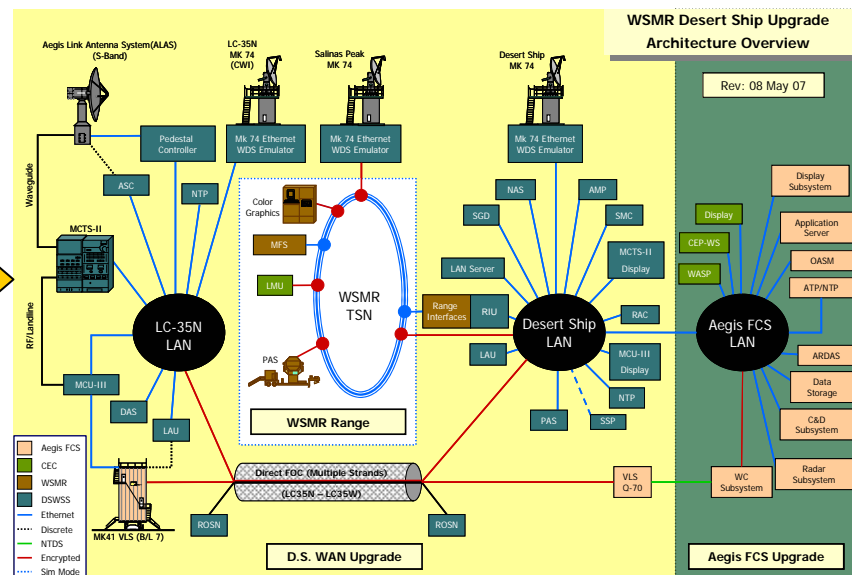 WSMR Desert Ship Upgrade
Architecture Overview
Rev: 08 May 07
Aegis Link Antenna System(ALAS)
(S-Band)
LC-35N
MK 74
(CWI)
Salinas Peak
MK 74
Desert Ship
MK 74
Pedestal
Controller
Mk 74 Ethernet
WDS Emulator
Mk 74 Ethernet
WDS Emulator
Mk 74 Ethernet
WDS Emulator
Waveguide
ASC
NTP
MCTS-II
RF/Landline
LC-35N
LAN
MCU-III
DAS
LAU
MK41 VLS (B/L 7)
Color
Graphics
MFS
LMU
PAS
WSMR
TSN
WSMR Range
Range
Interfaces
RIU
NAS
AMP
SGD
SMC
LAN Server
MCTS-II
Display
RAC
Desert Ship
LAN
LAU
MCU-III
Display
NTP
PAS
SSP
Display
CEP-WS
WASP
Display
Subsystem
Application
Server
OASM
ATP/NTP
Aegis FCS
LAN
ARDAS
Data
Storage
C&D
Subsystem
Radar
Subsystem
WC
Subsystem
VLS
Q-70
Direct FOC (Multiple Strands)
(LC35N – LC35W)
ROSN
ROSN
D.S. WAN Upgrade
Aegis FCS Upgrade
Aegis FCS
CEC
WSMR
DSWSS
Ethernet
Discrete
NTDS
Encrypted
Sim Mode